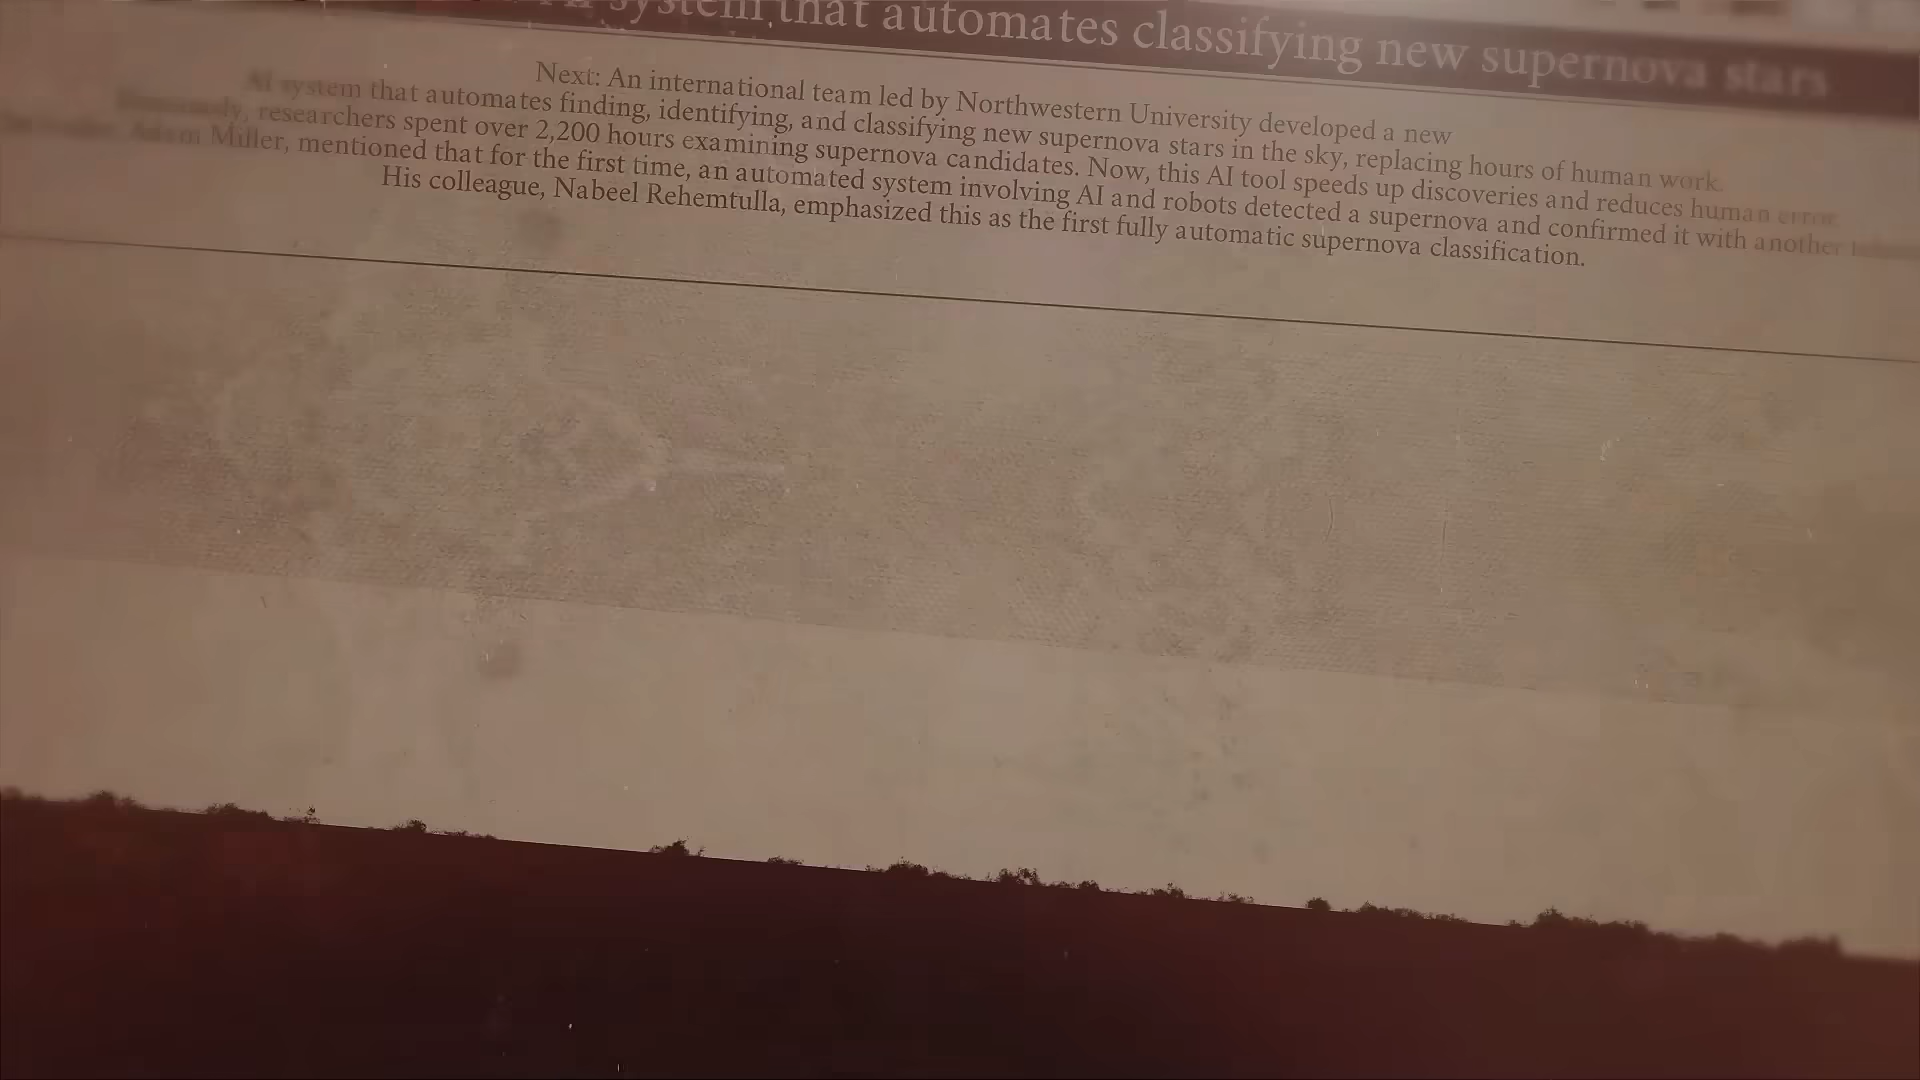 system that automates classifying new supernova stars
Next: An international team led by Northwestern University developed a new
AI system that automates finding, identifying, and classifying new supernova stars in the sky, replacing hours of human work.
researchers spent over 2,200 hours examining supernova candidates. Now, this AI tool speeds up discoveries and reduces human error.
Adam Miller, mentioned that for the first time, an automated system involving AI and robots detected a supernova and confirmed it with another
His colleague, Nabeel Rehemtulla, emphasized this as the first fully automatic supernova classification.